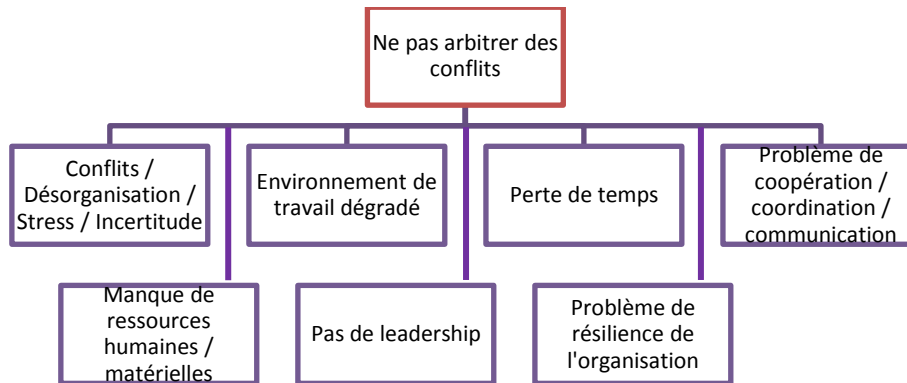 Ne pas arbitrer des
conflits
Conflits /
Désorganisation /
Stress / Incertitude
Environnement de
travail dégradé
Perte de temps
Problème de
coopération /
coordination /
communication
Manque de
ressources
humaines /
matérielles
Pas de leadership
Problème de
résilience de
l'organisation